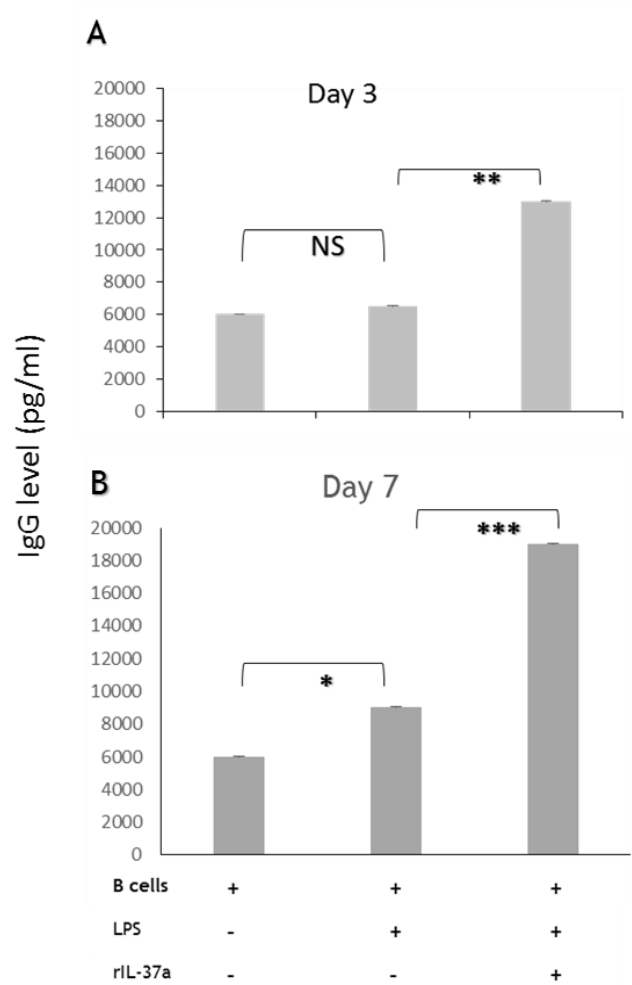 A
Day 3
20000
18000
16000
14000
12000
10000
8000
6000
4000
2000
0
**
NS
IgG level (pg/ml)
B
Day 7
20000
18000
16000
14000
12000
10000
8000
6000
4000
2000
0
***
*
B cells + + +
LPS - + +
rIL-37a - - +